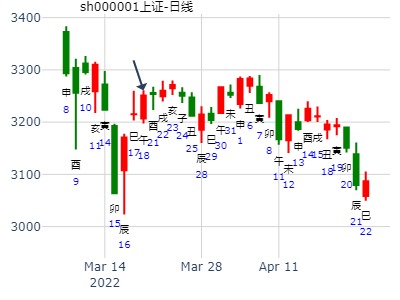 sh000001上证-日线
3400
3300
3200
3100
3000
申
8
酉
9
戌
10
亥
11
寅
14
卯
15
辰
16
巳
17
午
18
酉
21
戌
22
亥
23
子
24
丑
25
辰
28
巳
29
午
30
未
31
申
1
丑
6
寅
7
卯
8
午
11
未
12
申
13
酉
14
戌
15
丑
18
寅
19
卯
20
辰
21
巳
22
Mar 14
2022
Mar 28
Apr 11